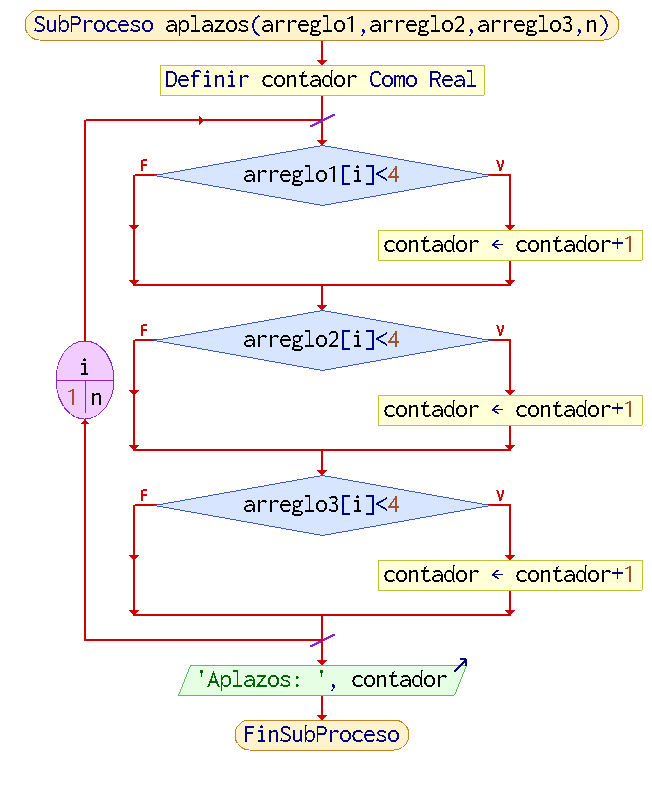 SubProceso aplazos(arreglo1,arreglo2,arreglo3,n)
Definir contador Como Real
arreglo1[i]<4
F
V
contador ← contador+1
arreglo2[i]<4
F
V
contador ← contador+1
i
1
n
arreglo3[i]<4
F
V
contador ← contador+1
'Aplazos: ', contador
FinSubProceso